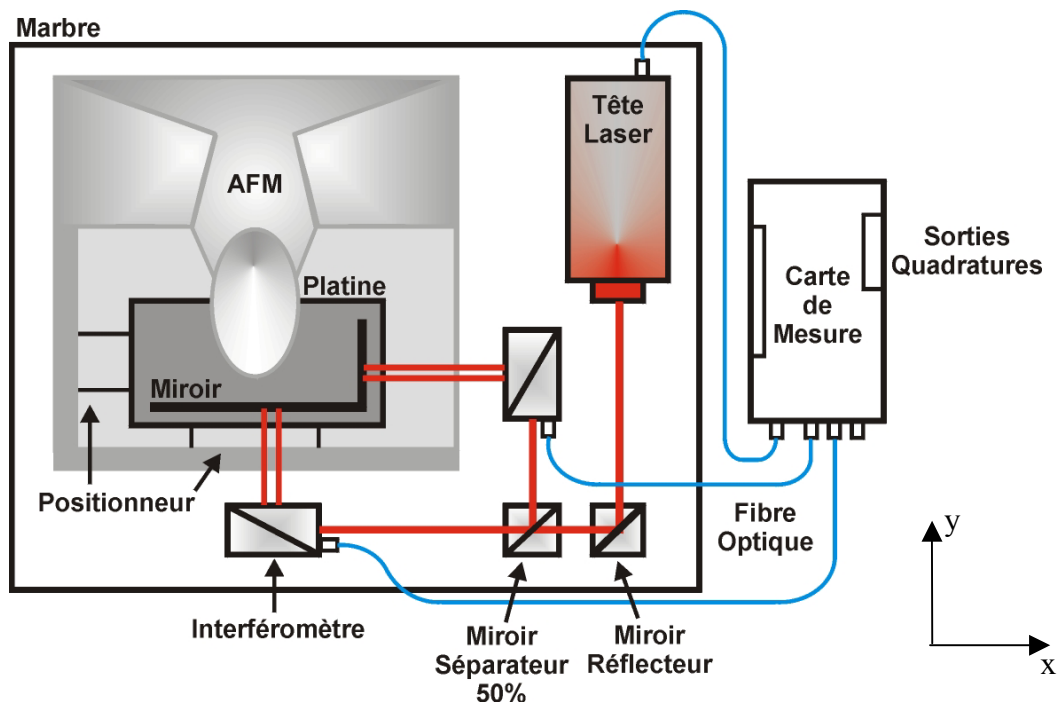 Marbre
Tête
Laser
AFM
Platine
Miroir
Positionneur
Interféromètre
Miroir
Séparateur
50%
Miroir
Réflecteur
Fibre
Optique
Carte
de
Mesure
Sorties
Quadratures
y
x